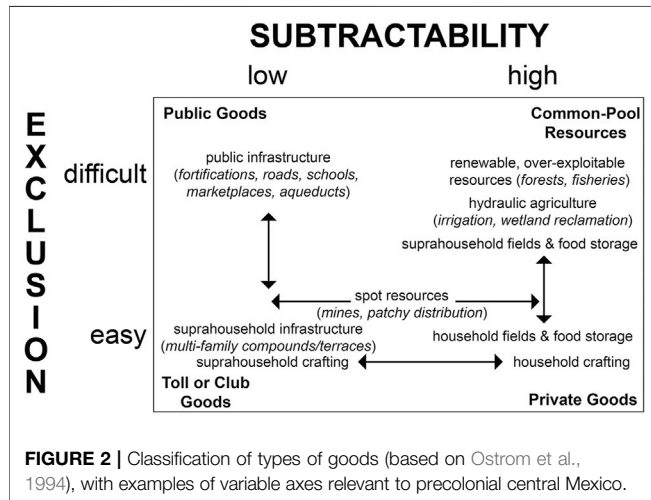 SUBTRACTABILITY
low high
EXCLUSION
difficult
easy
Public Goods
public infrastructure
(fortifications, roads, schools,
marketplaces, aqueducts)
Common-Pool
Resources
renewable, over-exploitable
resources (forests, fisheries)
hydraulic agriculture
(irrigation, wetland reclamation)
suprahousehold fields & food storage
spot resources
(mines, patchy distribution)
suprahousehold infrastructure
(multi-family compounds/terraces)
suprahousehold crafting
Toll or Club
Goods
household fields & food storage
household crafting
Private Goods
FIGURE 2 | Classification of types of goods (based on Ostrom et al.,
1994), with examples of variable axes relevant to precolonial central Mexico.